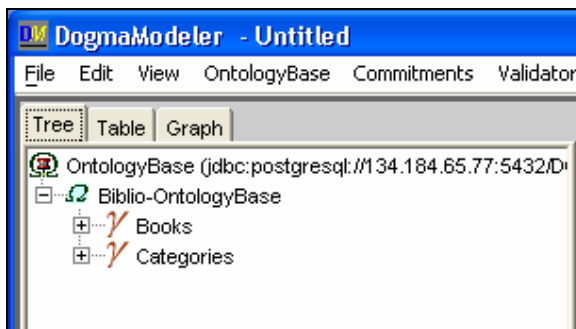 DM DogmaModeler - Untitled
File Edit View OntologyBase Commitments Validator
Tree Table Graph
OntologyBase (jdbc:postgresql://134.184.65.77:5432/D
Ω Biblio-OntologyBase
γ Books
γ Categories